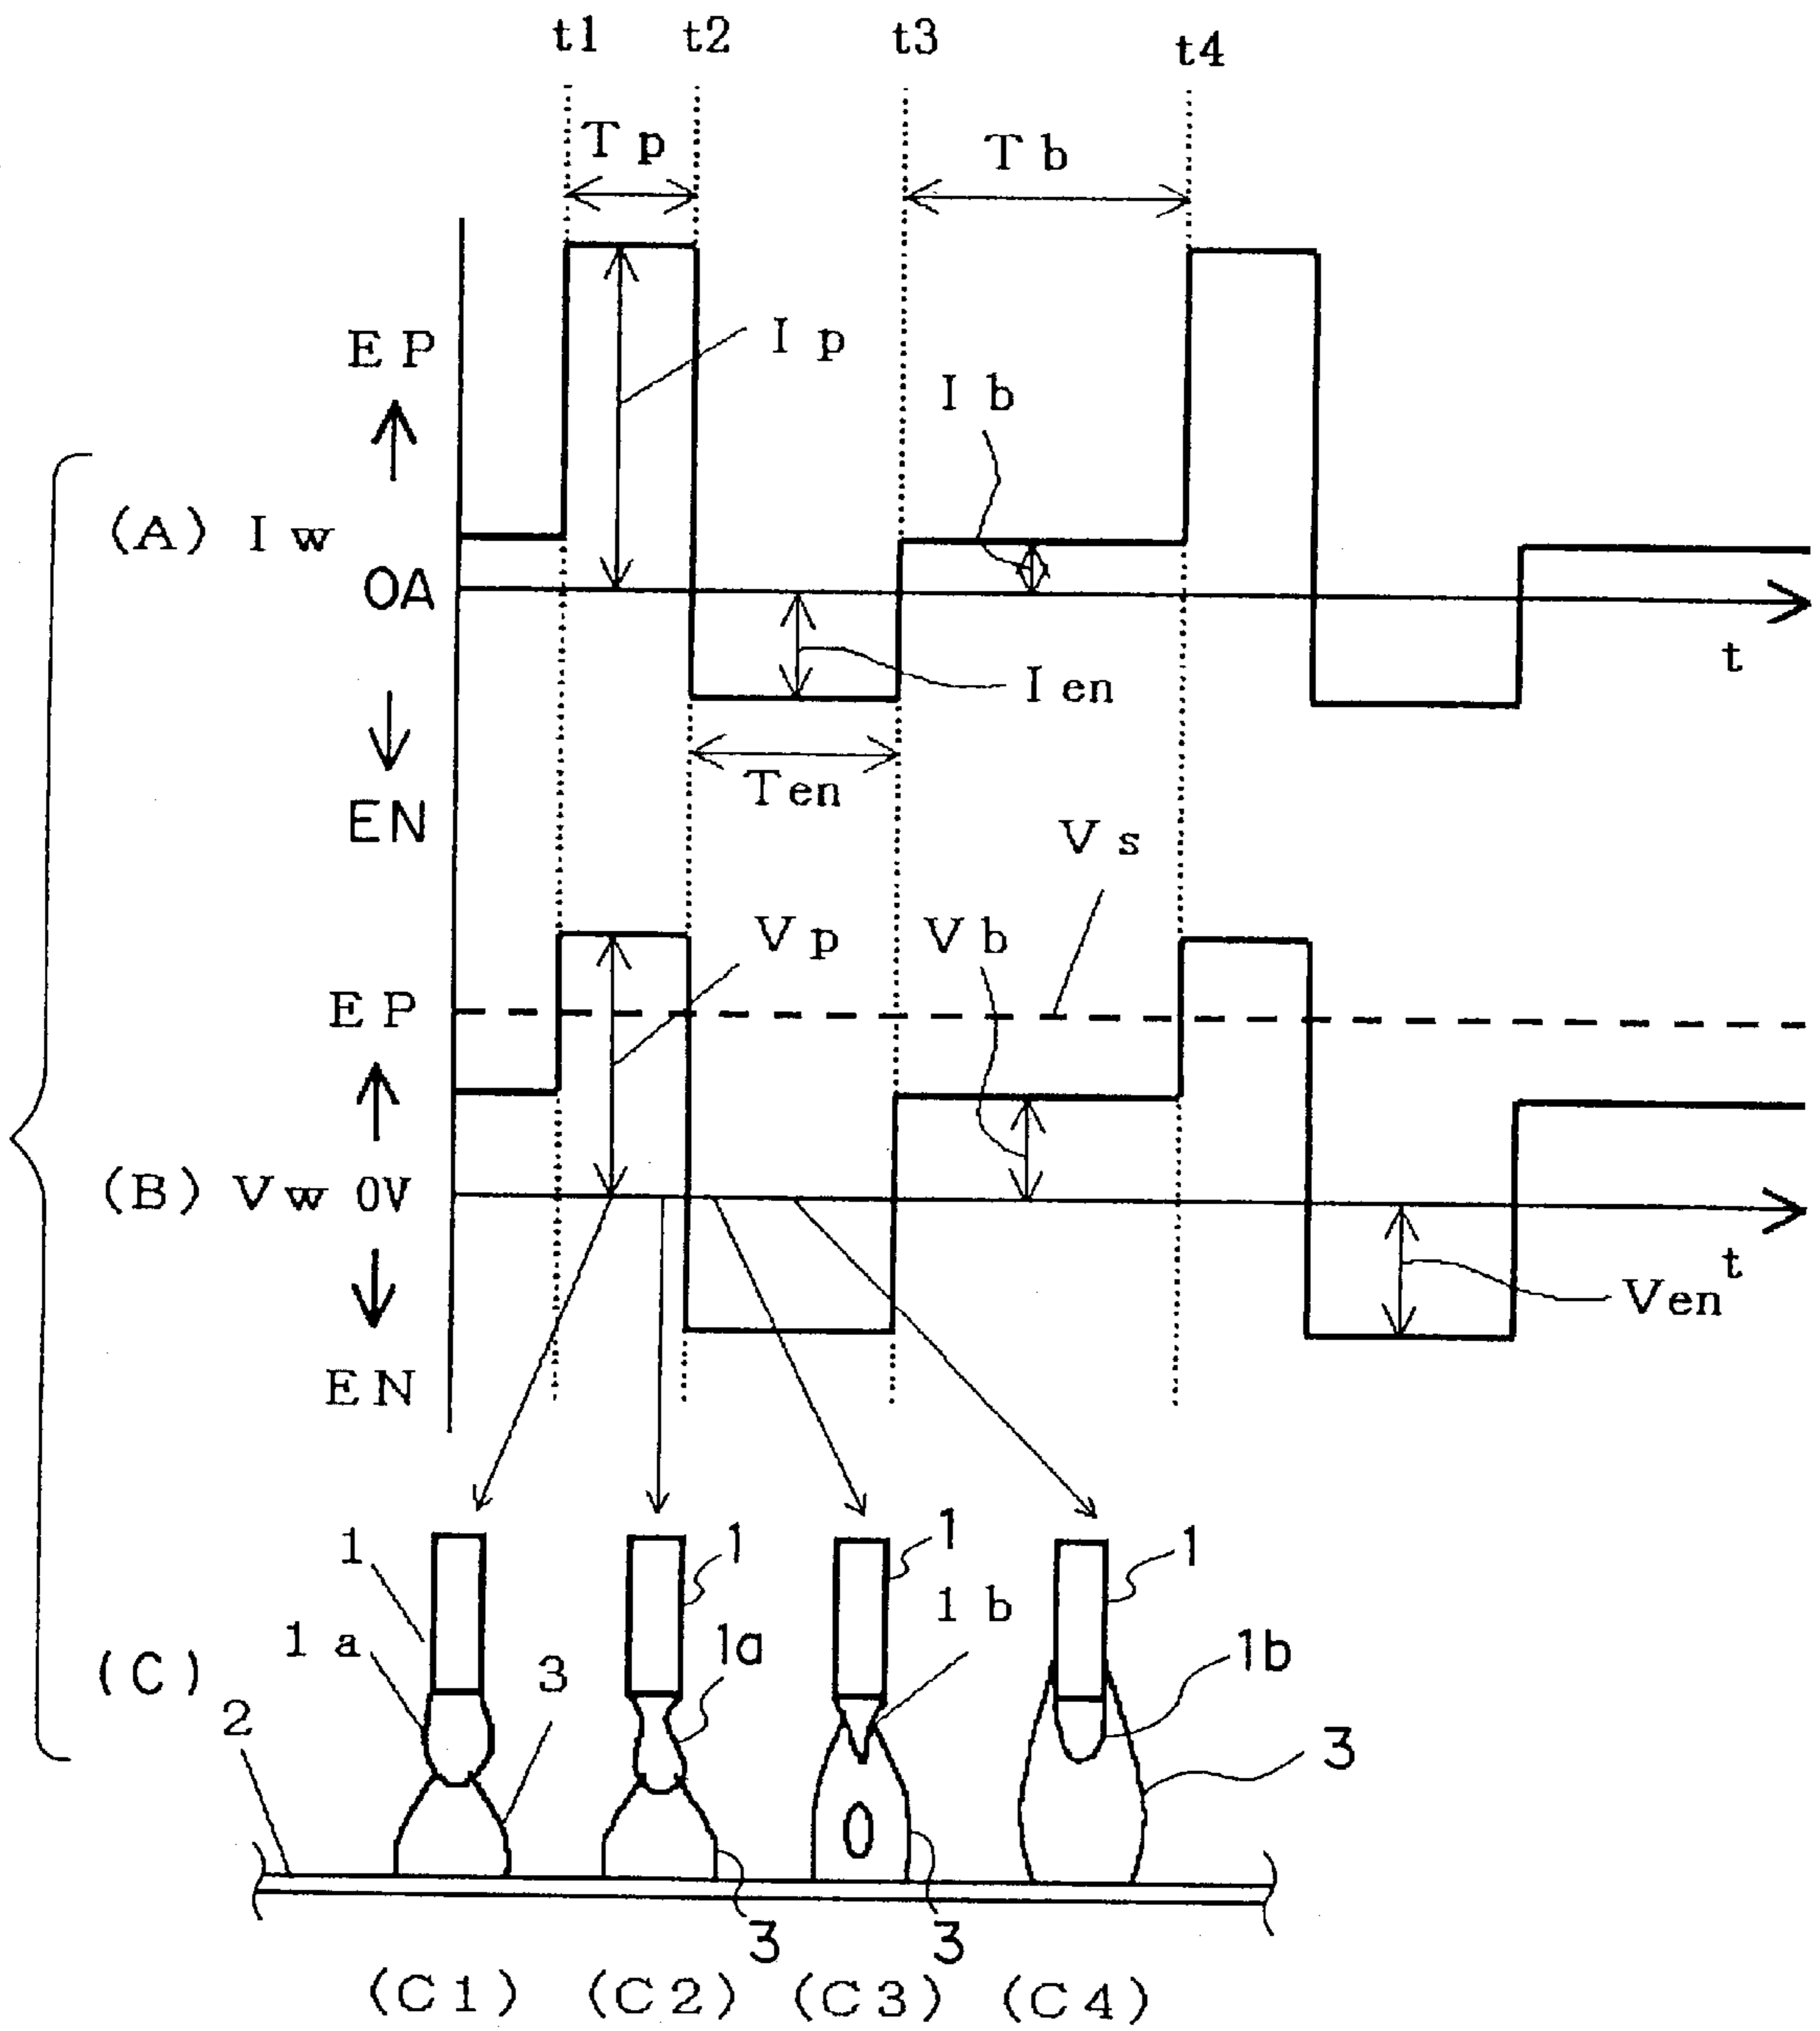 t1 t2 t3 t4
Tp Tb
Ip
EP
Ib
(A) Iw
0A
t
Ien
Ten
EN
Vs
Vp Vb
EP
(B) Vw 0V
t
Ven
EN
1 1 1 1
1b
1a 1a 1b
(C) 3
2 3
3 3
(C1) (C2) (C3) (C4)